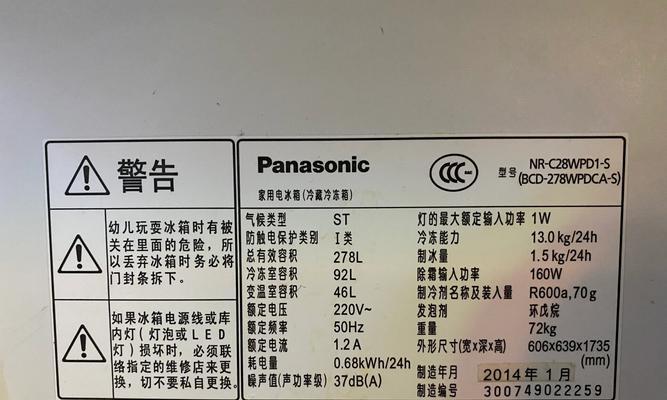 警告
幼儿玩耍冰箱时有被
关在里面的危险，所
以丢弃冰箱时务必将
门封条拆下。
如果冰箱电源线或库
内灯(灯泡或LED
灯)损坏时，必须联
络指定的维修店来更
换，切不要私自更换。
Panasonic
CCC
型号 NR-C28WPD1-S
(BCD-278WPDCA-S)
家用电冰箱(冷藏冷冻箱)
气候类型 ST
防触电保护类别 I类
总有效容积 278L
冷冻室容积 92L
变温室容积 46L
额定电压 220V~
额定频率 50Hz
额定电流 1.2A
耗电量 0.68kWh/24h
噪声值(声功率级) 37dB(A)
灯的最大额定输入功率 1W
冷冻能力 13.0kg/24h
制冰量 1.5kg/24h
除霜输入功率 160W
制冷剂名称及装入量 R600a,70g
发泡剂 环戊烷
重量 72kg
外形尺寸(宽x深x高) 606x639x1735
(mm)
制造年月 2014年1月
制造编号 300749022259